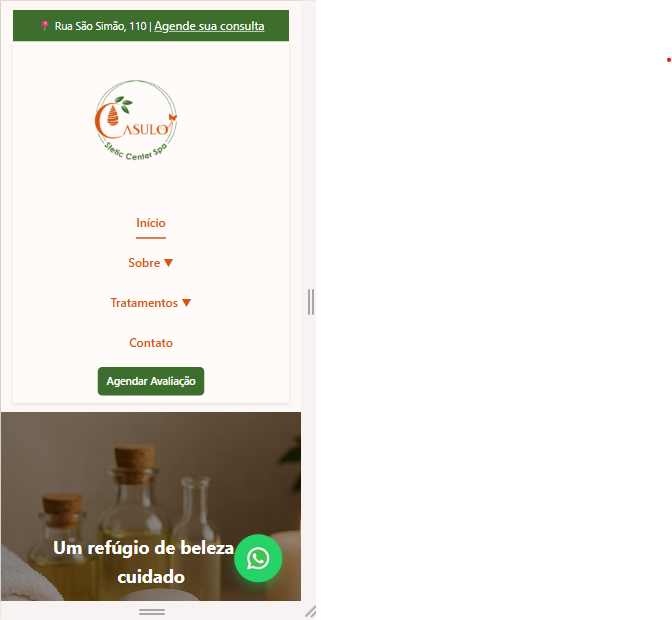 📍 Rua São Simão, 110 | Agende sua consulta
CASULO
Stetic Center Spa
Início
Sobre ▼
Tratamentos ▼
Contato
Agendar Avaliação
Um refúgio de beleza
cuidado